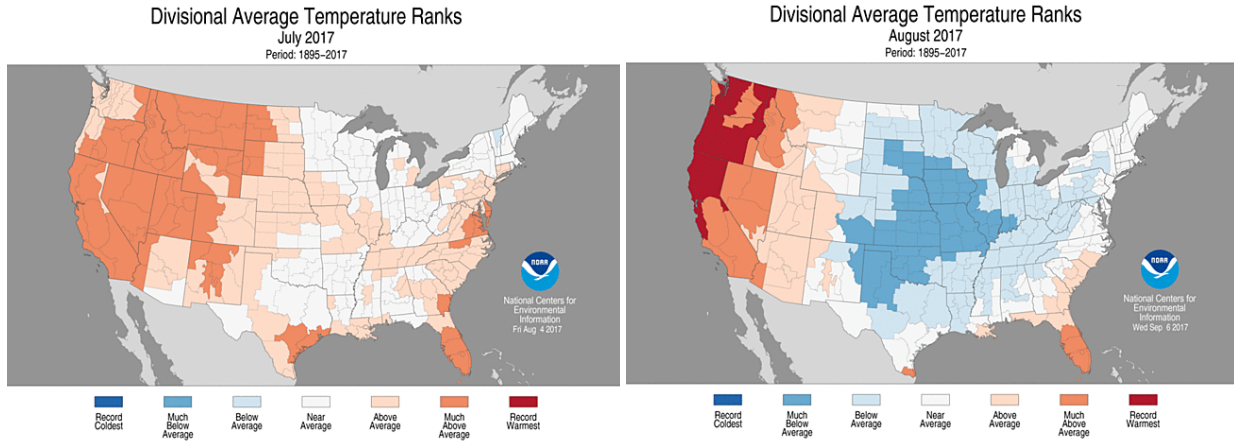 Divisional Average Temperature Ranks
July 2017
Period: 1895-2017
NOAA
National Centers for
Environmental
Information
Fri Aug 4 2017
Record
Coldest
Much
Below
Average
Below
Average
Near
Average
Above
Average
Much
Above
Average
Record
Warmest
Divisional Average Temperature Ranks
August 2017
Period: 1895-2017
NOAA
National Centers for
Environmental
Information
Wed Sep 6 2017
Record
Coldest
Much
Below
Average
Below
Average
Near
Average
Above
Average
Much
Above
Average
Record
Warmest